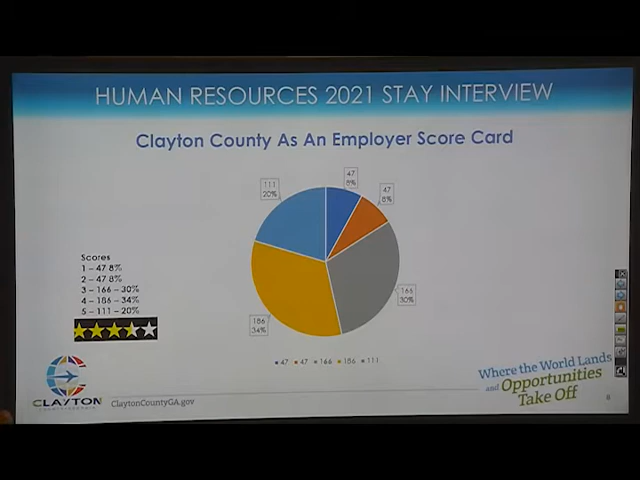 HUMAN RESOURCES 2021 STAY INTERVIEW
Clayton County As An Employer Score Card
47
8%
47
8%
111
20%
166
30%
186
34%
Scores
1 – 47 8%
2 – 47 8%
3 – 166 – 30%
4 – 186 – 34%
5 – 111 – 20%
47 47 166 186 111
CLAYTON
ClaytonCountyGA.gov
Where the World Lands
and Opportunities
Take Off
8